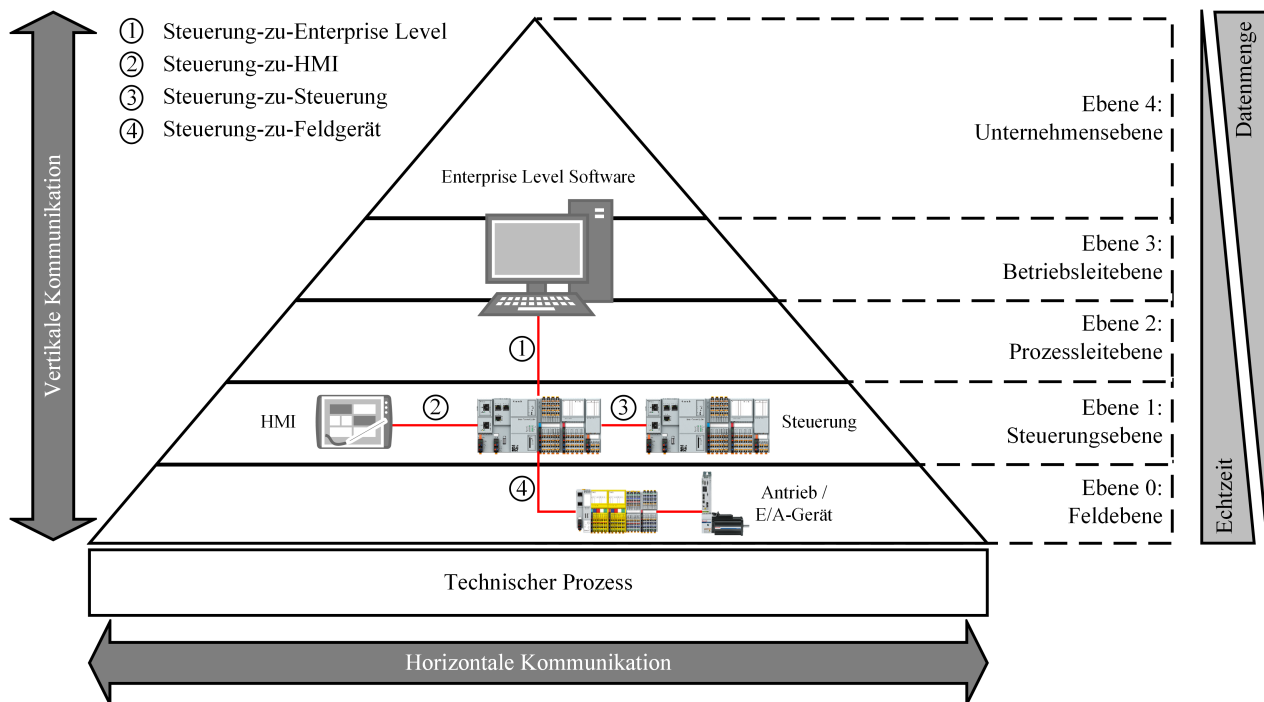 ① Steuerung-zu-Enterprise Level
② Steuerung-zu-HMI
③ Steuerung-zu-Steuerung
④ Steuerung-zu-Feldgerät
Vertikale Kommunikation
Enterprise Level Software
①
HMI
②
③
Steuerung
④
Antrieb /
E/A-Gerät
Ebene 4:
Unternehmensebene
Ebene 3:
Betriebsleitebene
Ebene 2:
Prozessleitebene
Ebene 1:
Steuerungsebene
Ebene 0:
Feldebene
Datenmenge
Echtzeit
Technischer Prozess
Horizontale Kommunikation